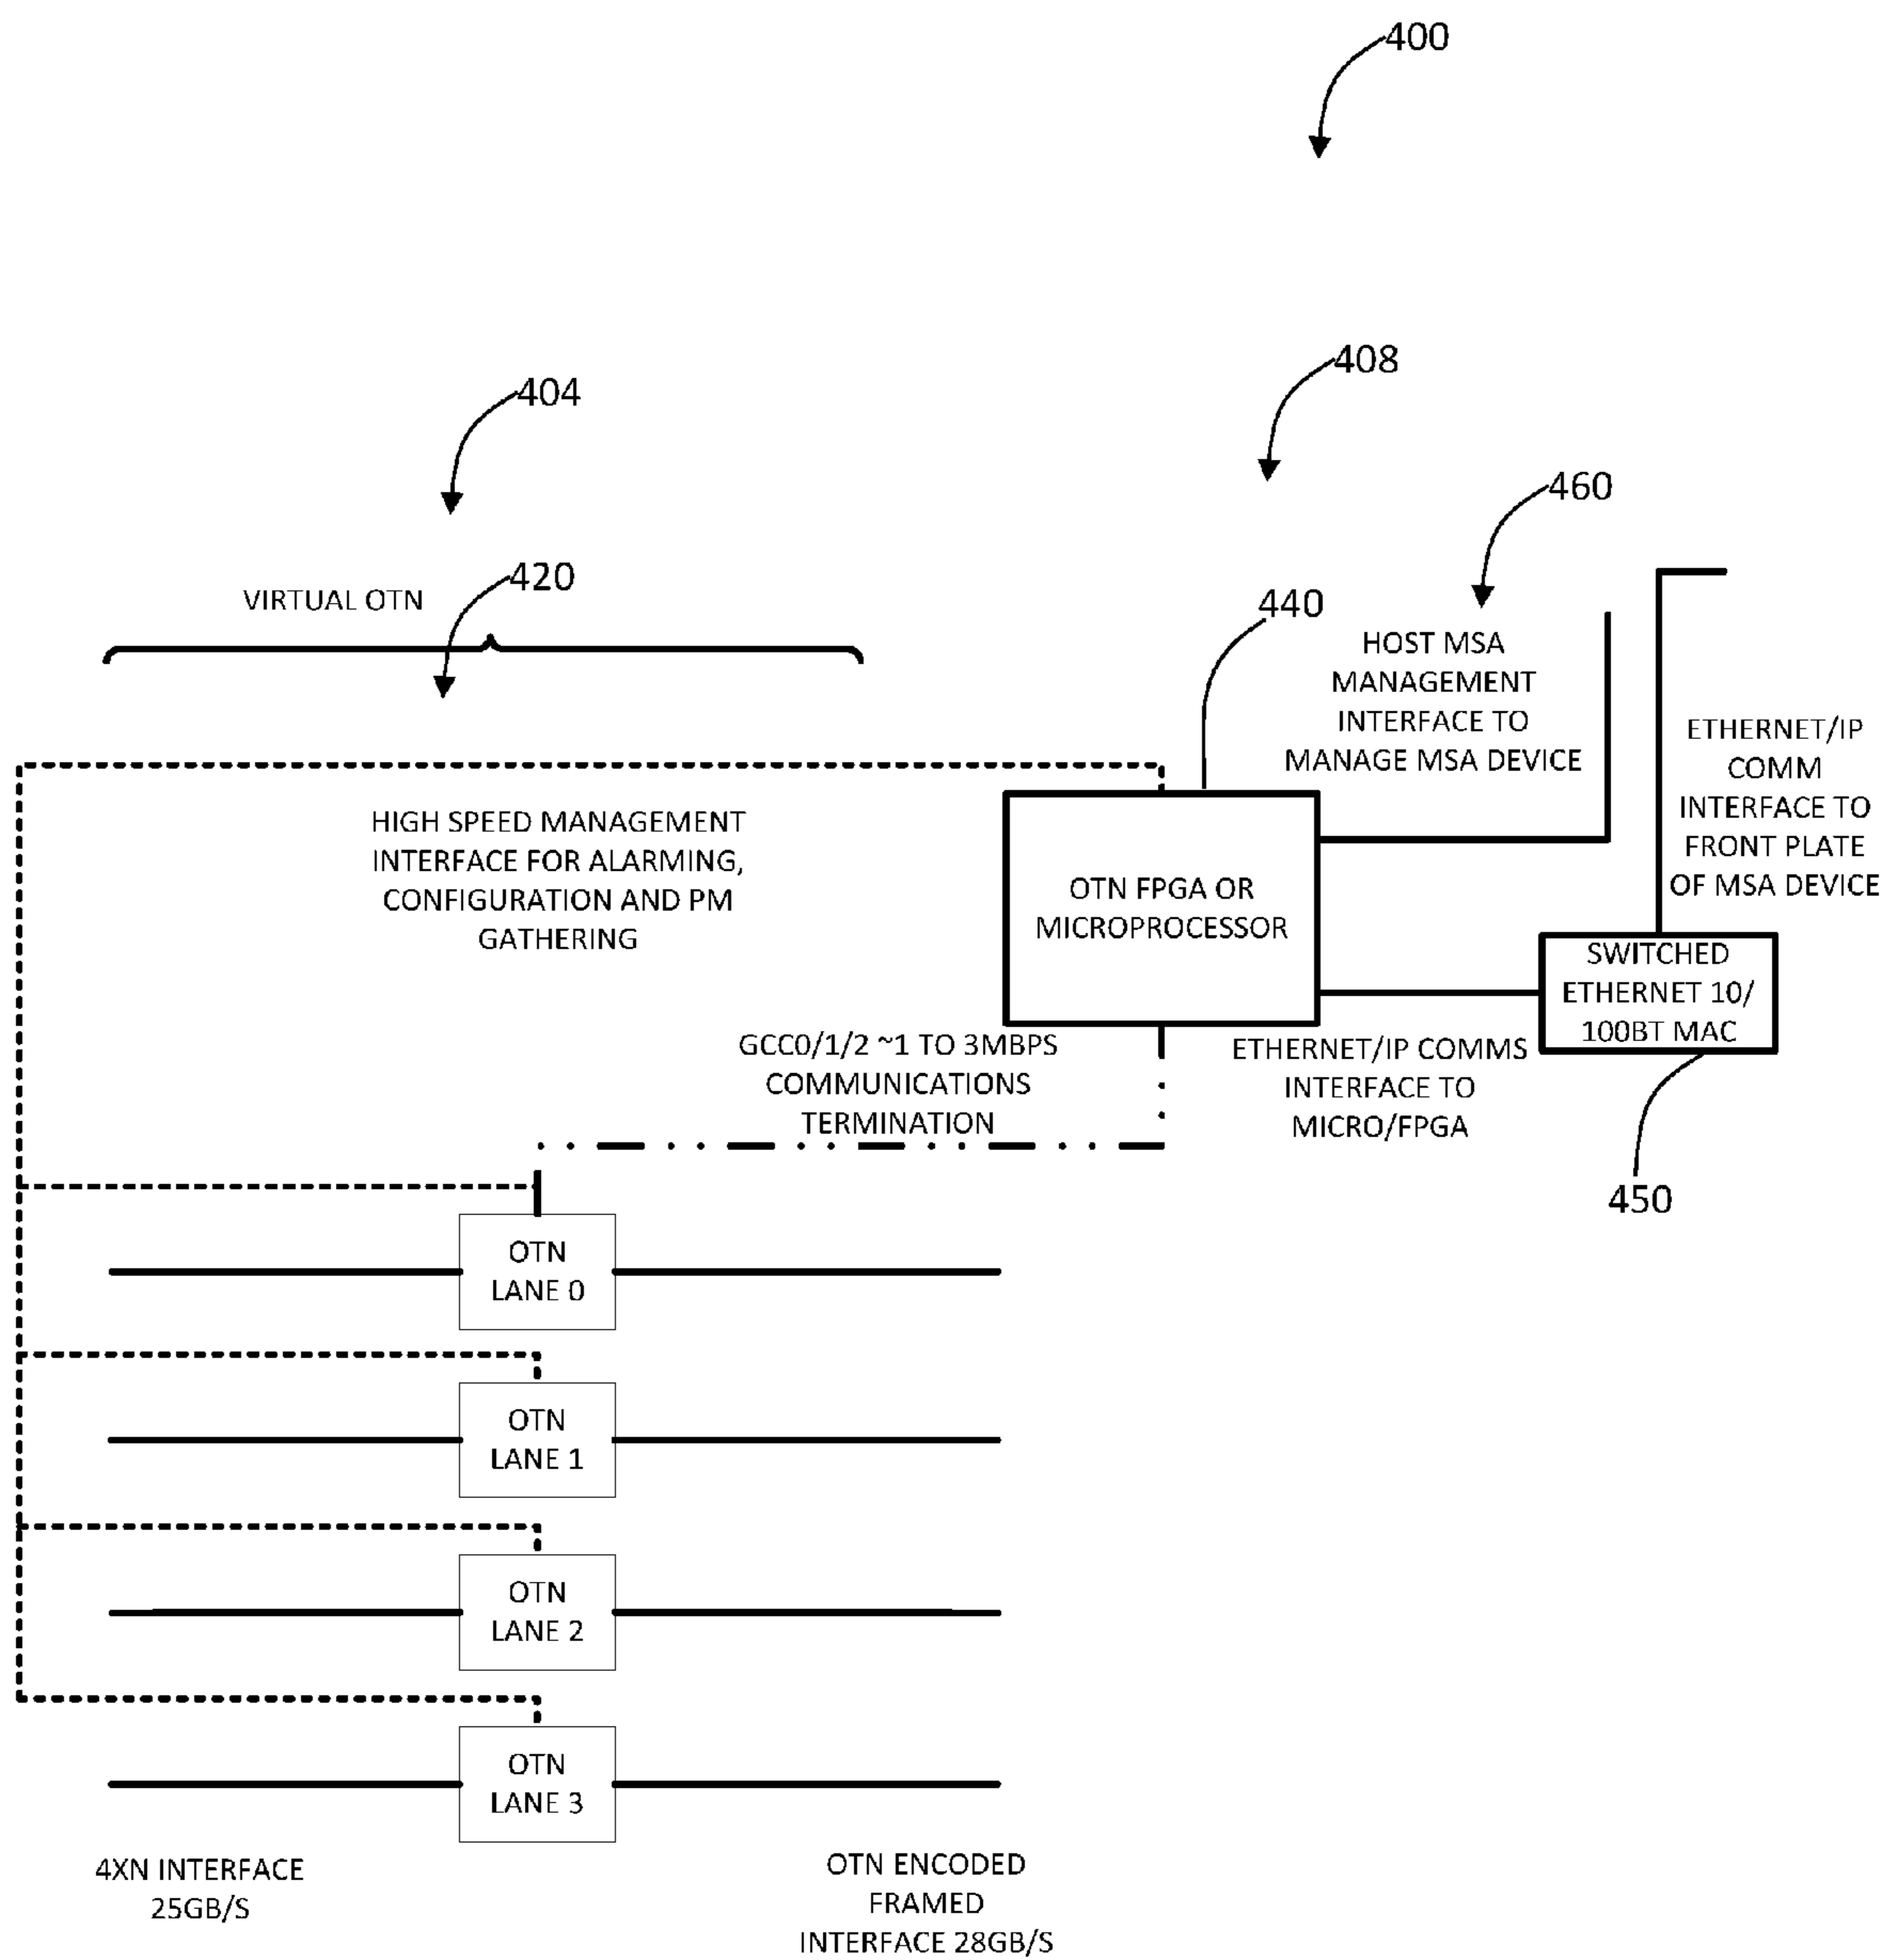 400
408
404
460
420
VIRTUAL OTN
440
HOST MSA
MANAGEMENT
INTERFACE TO
MANAGE MSA DEVICE
ETHERNET/IP
COMM
INTERFACE TO
FRONT PLATE
OF MSA DEVICE
HIGH SPEED MANAGEMENT
INTERFACE FOR ALARMING,
CONFIGURATION AND PM
GATHERING
OTN FPGA OR
MICROPROCESSOR
SWITCHED
ETHERNET 10/
100BT MAC
GCC0/1/2 ~1 TO 3MBPS
COMMUNICATIONS
TERMINATION
ETHERNET/IP COMMS
INTERFACE TO
MICRO/FPGA
450
OTN
LANE 0
OTN
LANE 1
OTN
LANE 2
OTN
LANE 3
4XN INTERFACE
25GB/S
OTN ENCODED
FRAMED
INTERFACE 28GB/S